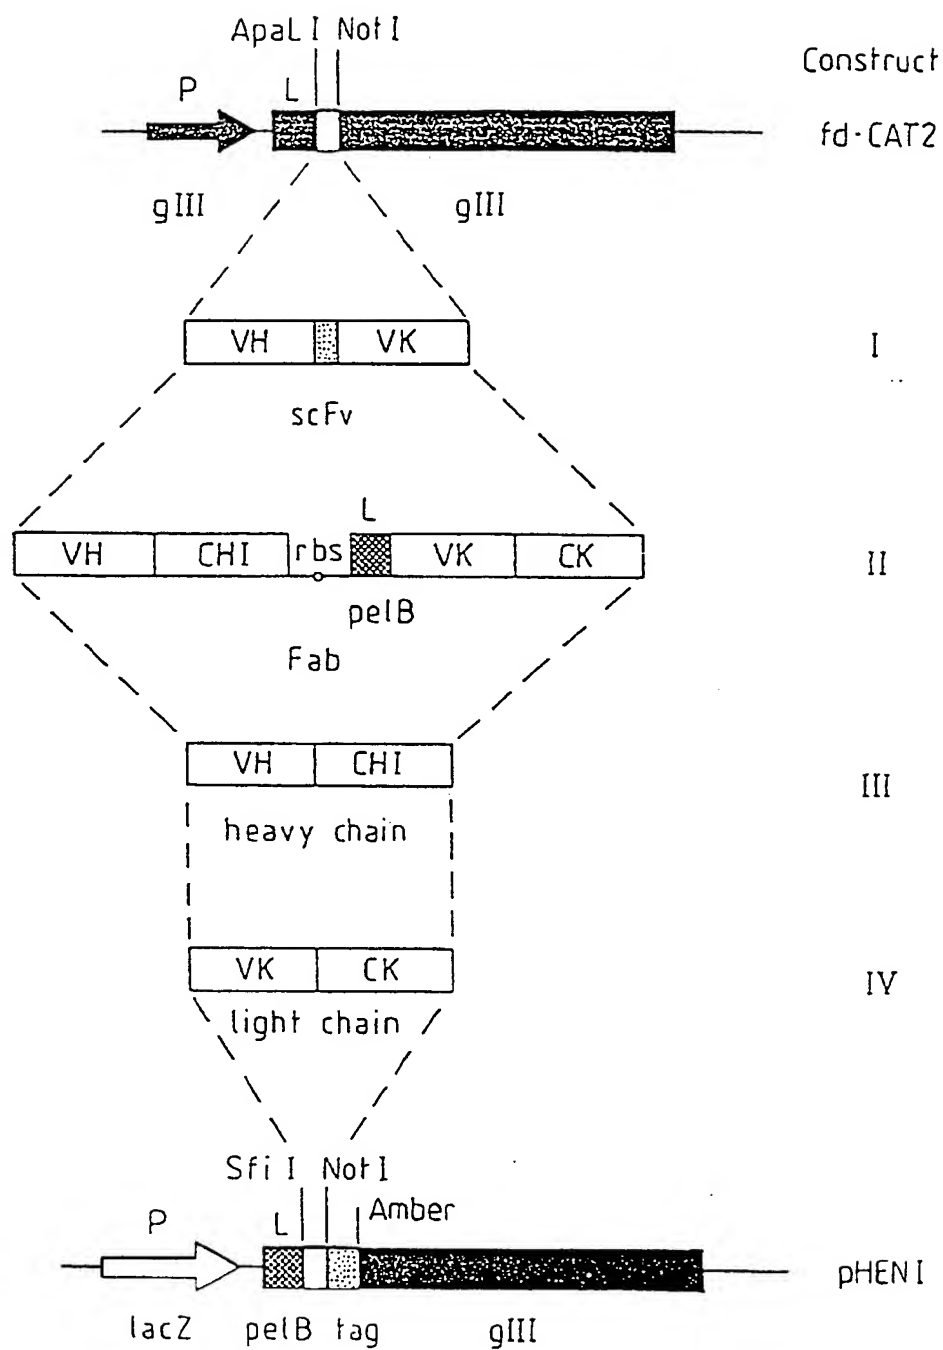 ApaL I Not I
Construct
P L
fd·CAT2
gIII gIII
VH VK I
scFv
L
VH CHI rbs VK CK II
pelB
Fab
VH CHI III
heavy chain
VK CK IV
light chain
Sfi I Not I
Amber
P L
pHEN I
lacZ pelB tag gIII